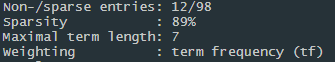 Non-/sparse entries: 12/98
Sparsity           : 89%
Maximal term length: 7
Weighting          : term frequency (tf)